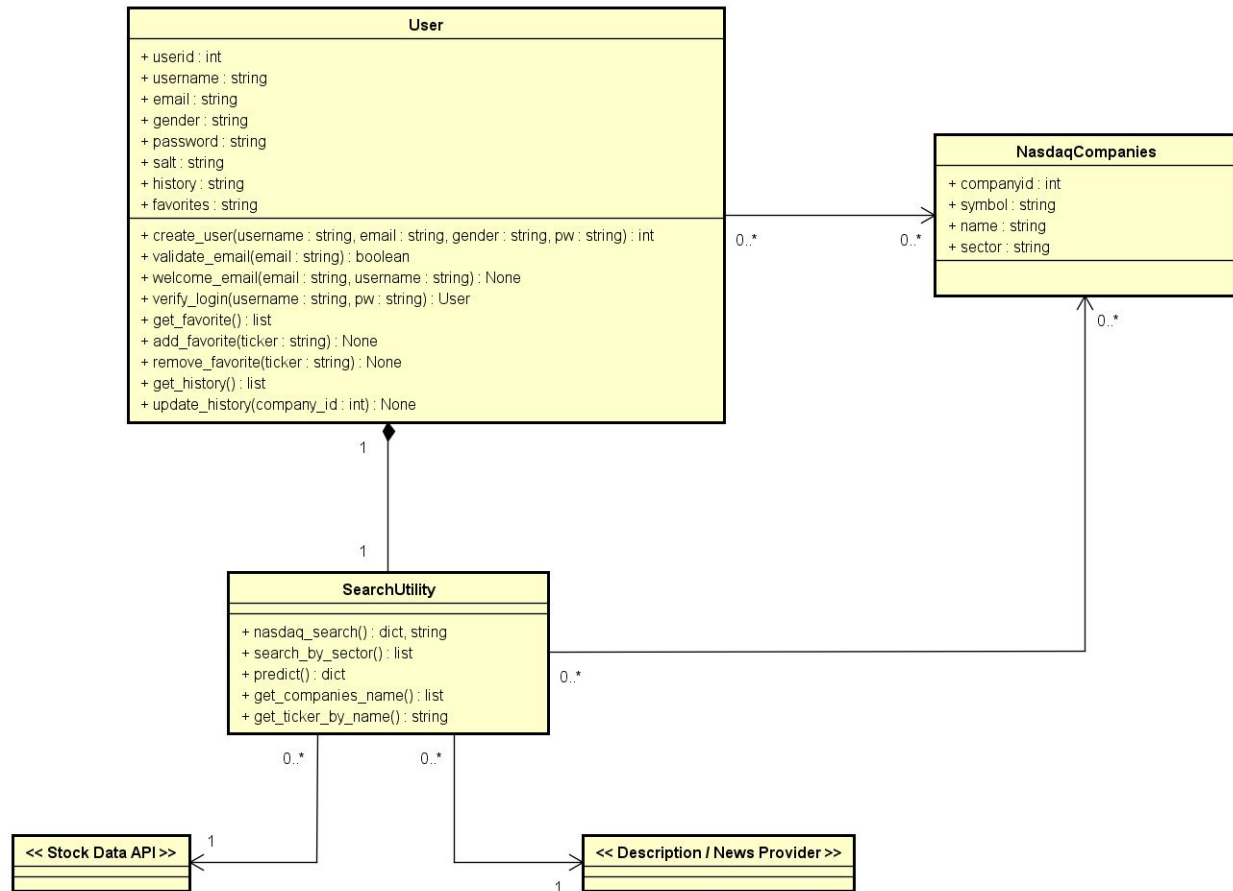 User
+ userid : int
+ username : string
+ email : string
+ gender : string
+ password : string
+ salt : string
+ history : string
+ favorites : string
+ create_user(username : string, email : string, gender : string, pw : string) : int
+ validate_email(email : string) : boolean
+ welcome_email(email : string, username : string) : None
+ verify_login(username : string, pw : string) : User
+ get_favorite() : list
+ add_favorite(ticker : string) : None
+ remove_favorite(ticker : string) : None
+ get_history() : list
+ update_history(company_id : int) : None
NasdaqCompanies
+ companyid : int
+ symbol : string
+ name : string
+ sector : string
0..*
0..*
0..*
1
1
SearchUtility
+ nasdaq_search() : dict, string
+ search_by_sector() : list
+ predict() : dict
+ get_companies_name() : list
+ get_ticker_by_name() : string
0..*
0..*
0..*
1
<< Stock Data API >>
<< Description / News Provider >>
1